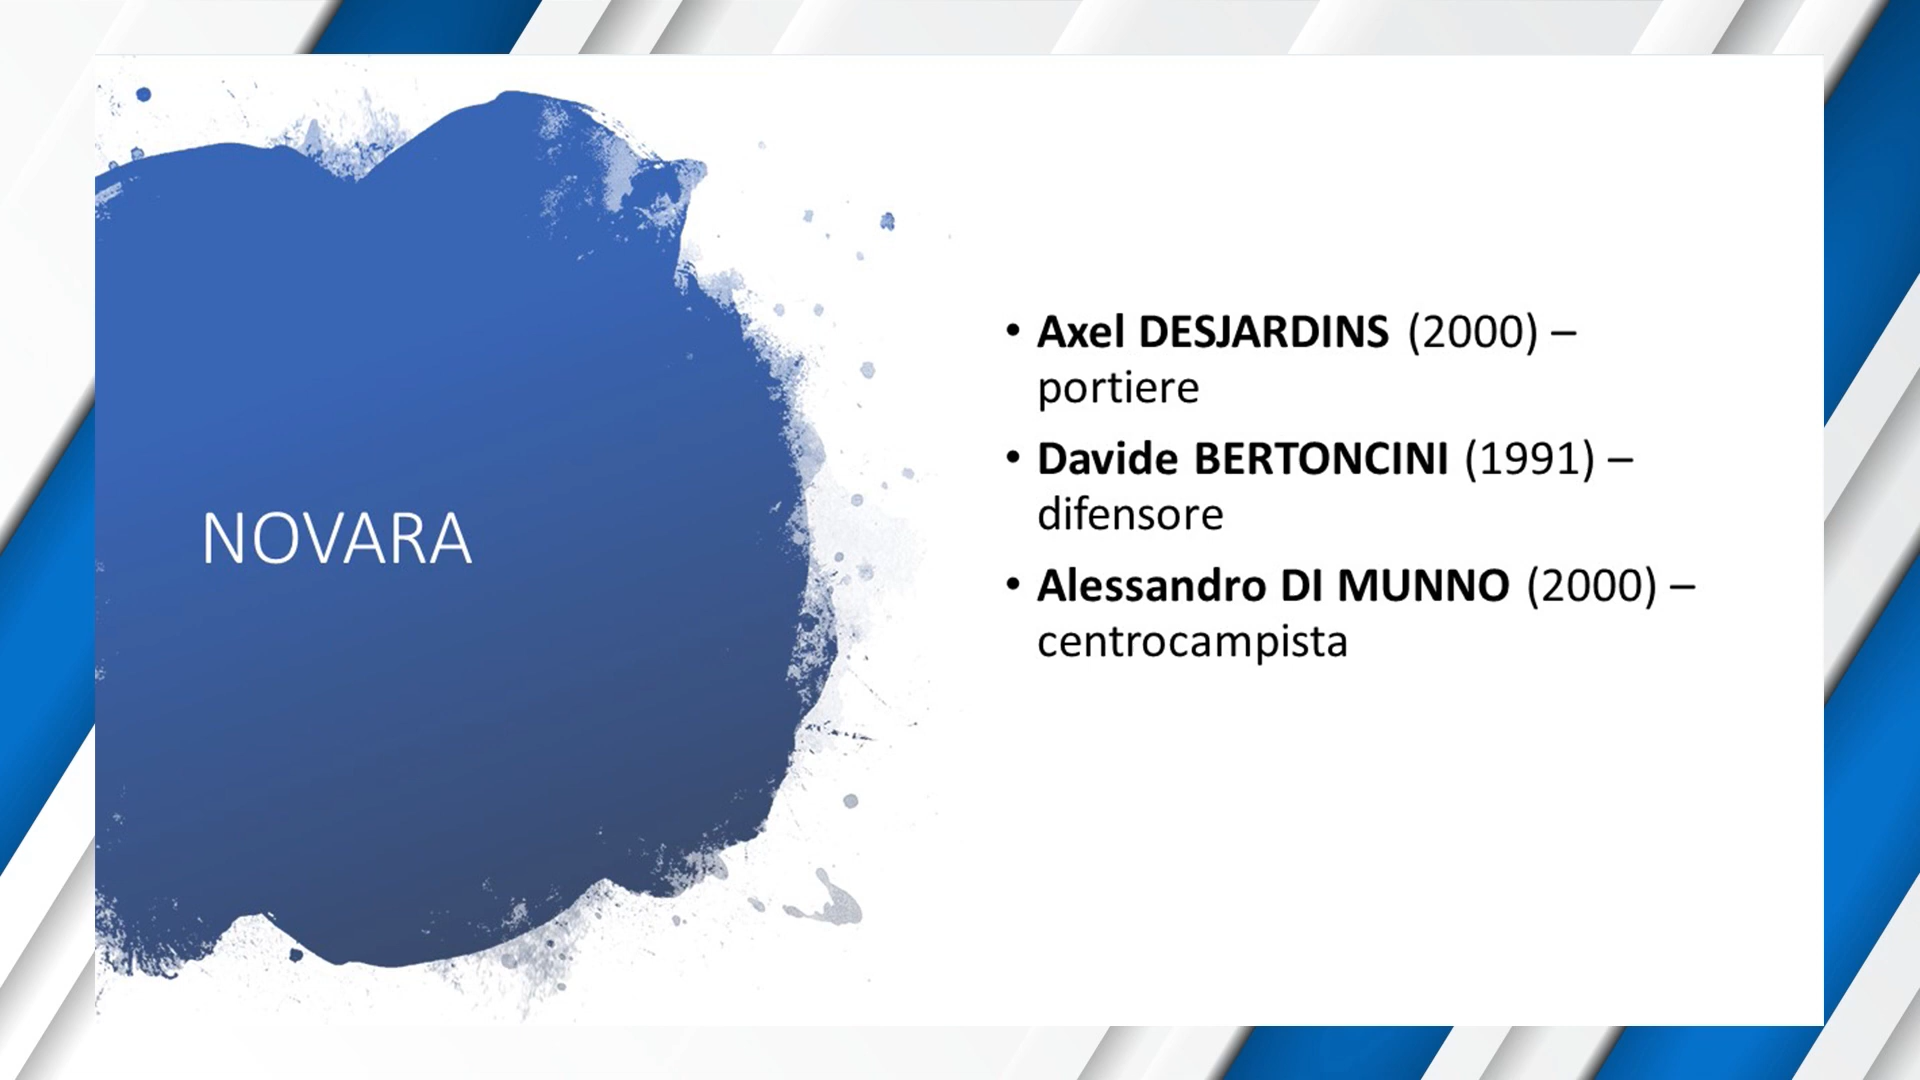 NOVARA
• Axel DESJARDINS (2000) –
portiere
• Davide BERTONCINI (1991) –
difensore
• Alessandro DI MUNNO (2000) –
centrocampista